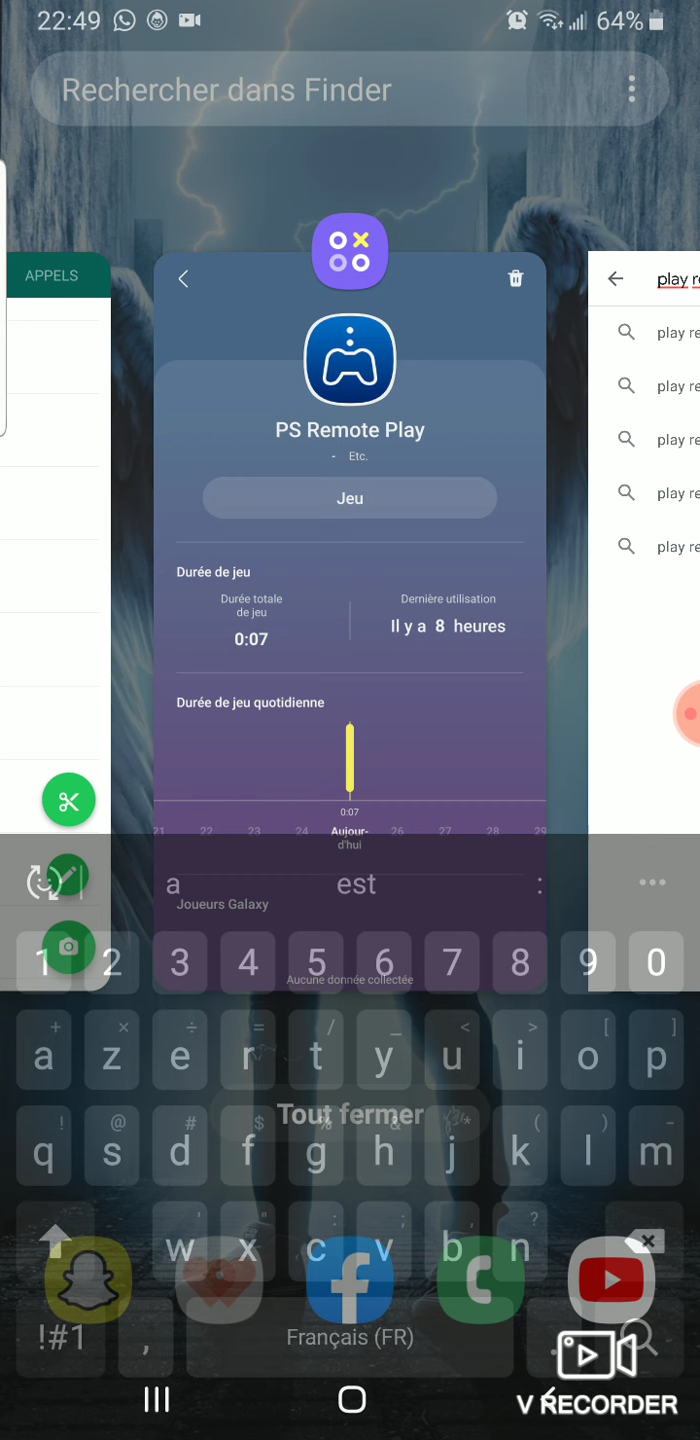 22:49
64%
Rechercher dans Finder
APPELS
play re
PS Remote Play
- Etc.
Jeu
play re
play re
play re
play re
play re
Durée de jeu
Durée totale
de jeu
0:07
Dernière utilisation
Il y a 8 heures
Durée de jeu quotidienne
0:07
21 22 23 24 Aujour-
d'hui 26 27 28 29
a est :
Joueurs Galaxy
1 2 3 4 5 6 7 8 9 0
Aucune donnée collectée
+ × ÷ = / _ < > [ ]
a z e r t y u i o p
Tout fermer
! @ # $ % & * ( ) -
q s d f g h j k l m
' " : ; , ?
w x c v b n
!#1 , Français (FR) .
V RECORDER